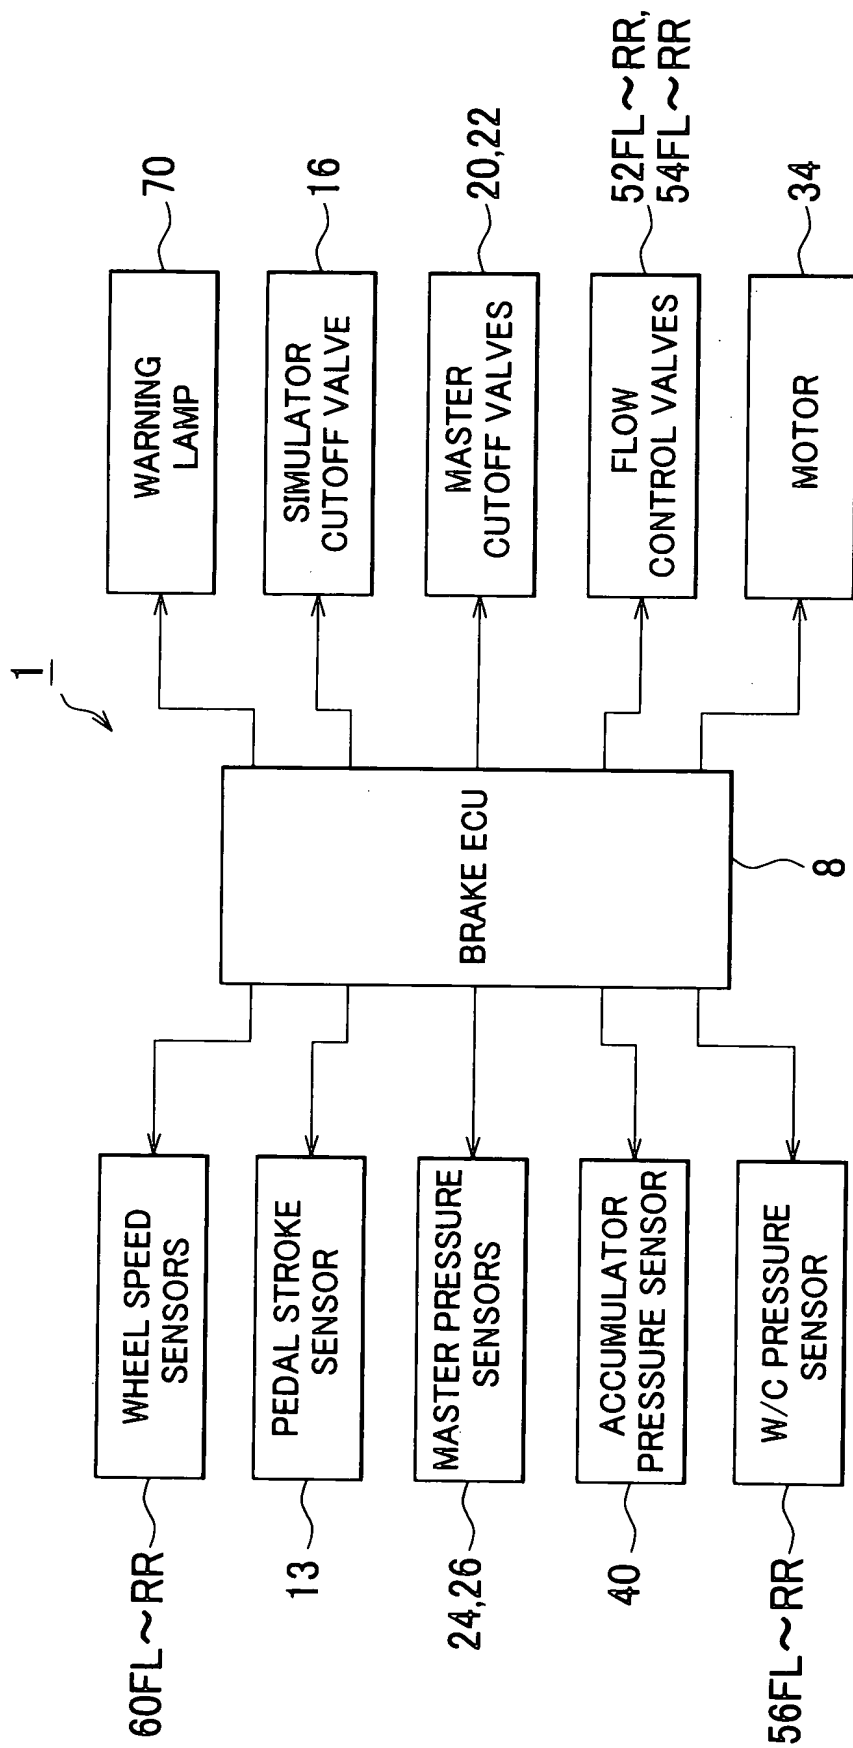 1
60FL~RR
WHEEL SPEED
SENSORS
13
PEDAL STROKE
SENSOR
24,26
MASTER PRESSURE
SENSORS
40
ACCUMULATOR
PRESSURE SENSOR
56FL~RR
W/C PRESSURE
SENSOR
BRAKE ECU
8
WARNING
LAMP
70
SIMULATOR
CUTOFF VALVE
16
MASTER
CUTOFF VALVES
20,22
FLOW
CONTROL VALVES
52FL~RR,
54FL~RR
MOTOR
34